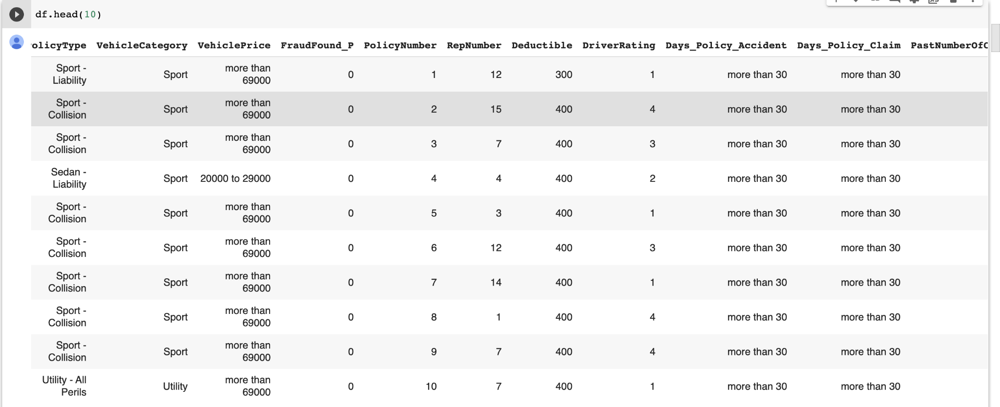 df.head(10)
olicyType VehicleCategory VehiclePrice FraudFound_P PolicyNumber RepNumber Deductible DriverRating Days_Policy_Accident Days_Policy_Claim PastNumberOfC
Sport - Liability Sport more than 69000 0 1 12 300 1 more than 30 more than 30
Sport - Collision Sport more than 69000 0 2 15 400 4 more than 30 more than 30
Sport - Collision Sport more than 69000 0 3 7 400 3 more than 30 more than 30
Sedan - Liability Sport 20000 to 29000 0 4 4 400 2 more than 30 more than 30
Sport - Collision Sport more than 69000 0 5 3 400 1 more than 30 more than 30
Sport - Collision Sport more than 69000 0 6 12 400 3 more than 30 more than 30
Sport - Collision Sport more than 69000 0 7 14 400 1 more than 30 more than 30
Sport - Collision Sport more than 69000 0 8 1 400 4 more than 30 more than 30
Sport - Collision Sport more than 69000 0 9 7 400 4 more than 30 more than 30
Utility - All Perils Utility more than 69000 0 10 7 400 1 more than 30 more than 30